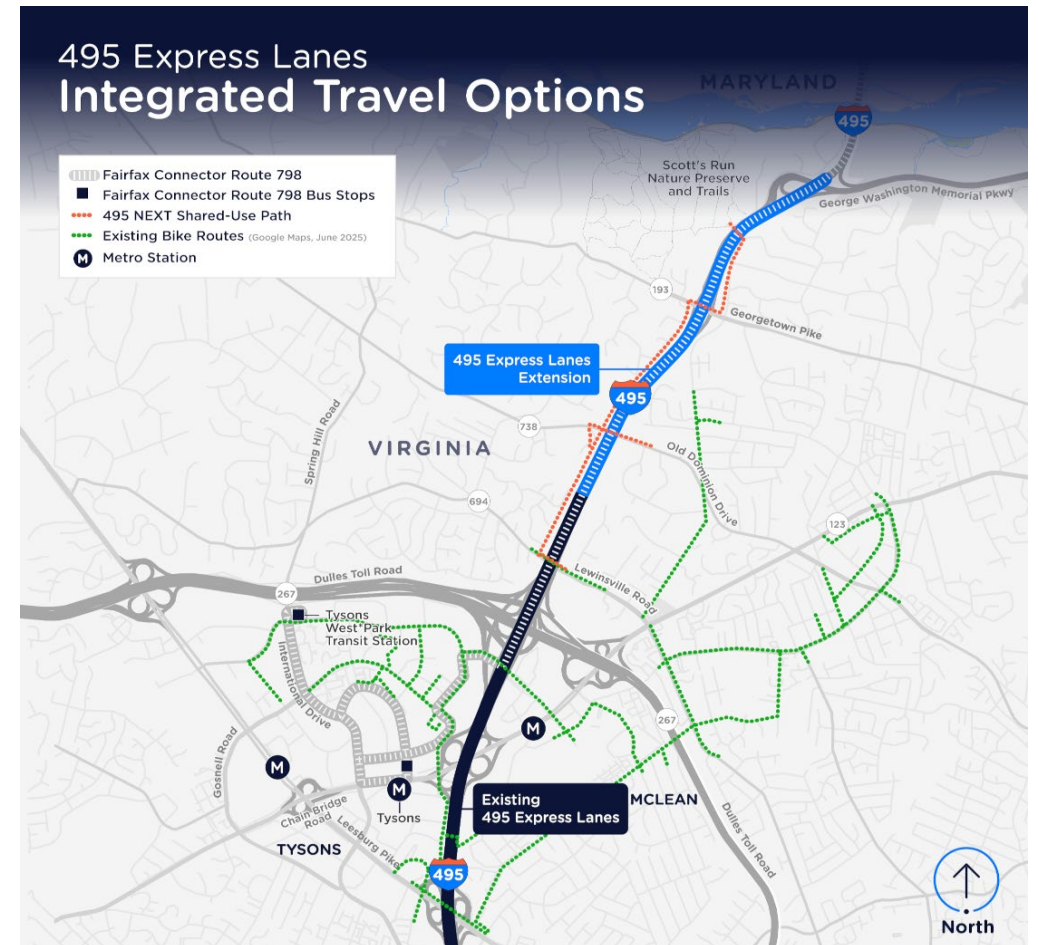 495 Express Lanes
Integrated Travel Options
MARYLAND
495
Fairfax Connector Route 798
Fairfax Connector Route 798 Bus Stops
495 NEXT Shared-Use Path
Existing Bike Routes (Google Maps, June 2025)
M Metro Station
Scott's Run
Nature Preserve
and Trails
George Washington Memorial Pkwy
193
Georgetown Pike
495 Express Lanes
Extension
495
Spring Hill Road
VIRGINIA
738
Old Dominion Drive
694
123
Dulles Toll Road
Lewinsville Road
267
Tysons
West*Park
Transit Station
International Drive
267
Gosnell Road
M
M
M
Tysons
Chain Bridge
Road
Leesburg Pike
TYSONS
Existing
495 Express Lanes
MCLEAN
Dulles Toll Road
495
North